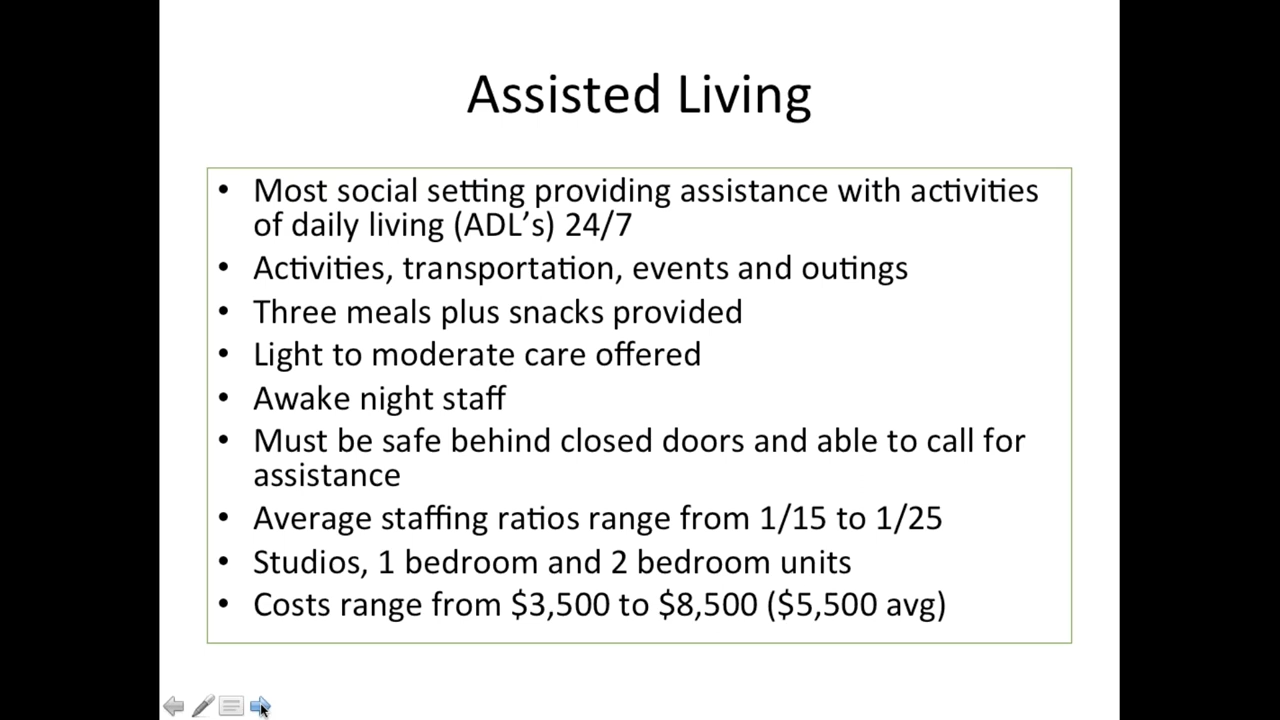 Assisted Living
• Most social setting providing assistance with activities
of daily living (ADL’s) 24/7
• Activities, transportation, events and outings
• Three meals plus snacks provided
• Light to moderate care offered
• Awake night staff
• Must be safe behind closed doors and able to call for
assistance
• Average staffing ratios range from 1/15 to 1/25
• Studios, 1 bedroom and 2 bedroom units
• Costs range from $3,500 to $8,500 ($5,500 avg)